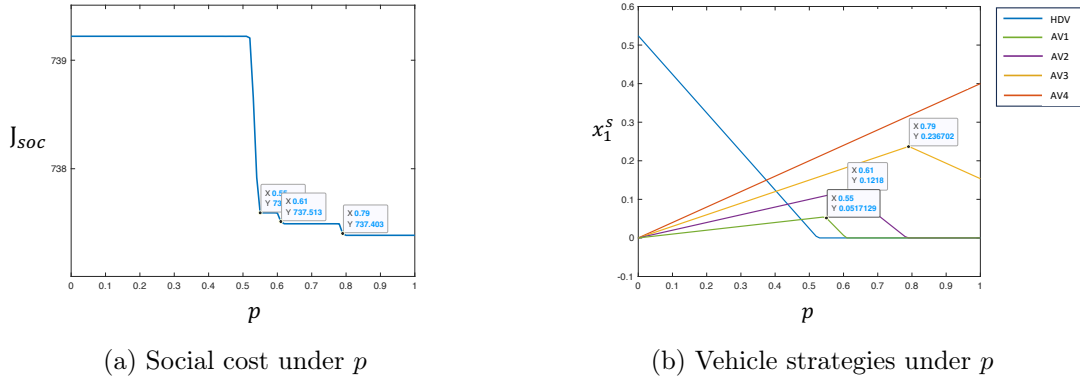 739
738
J_soc
X 0.55
X 0.61
Y 737.513
X 0.79
Y 737.403
0 0.1 0.2 0.3 0.4 0.5 0.6 0.7 0.8 0.9 1
p
(a) Social cost under p
0.6
0.5
0.4
0.3
0.2
0.1
0
-0.1
x_1^s
X 0.79
Y 0.236702
X 0.61
Y 0.1218
X 0.55
Y 0.0517129
0 0.1 0.2 0.3 0.4 0.5 0.6 0.7 0.8 0.9 1
p
HDV
AV1
AV2
AV3
AV4
(b) Vehicle strategies under p